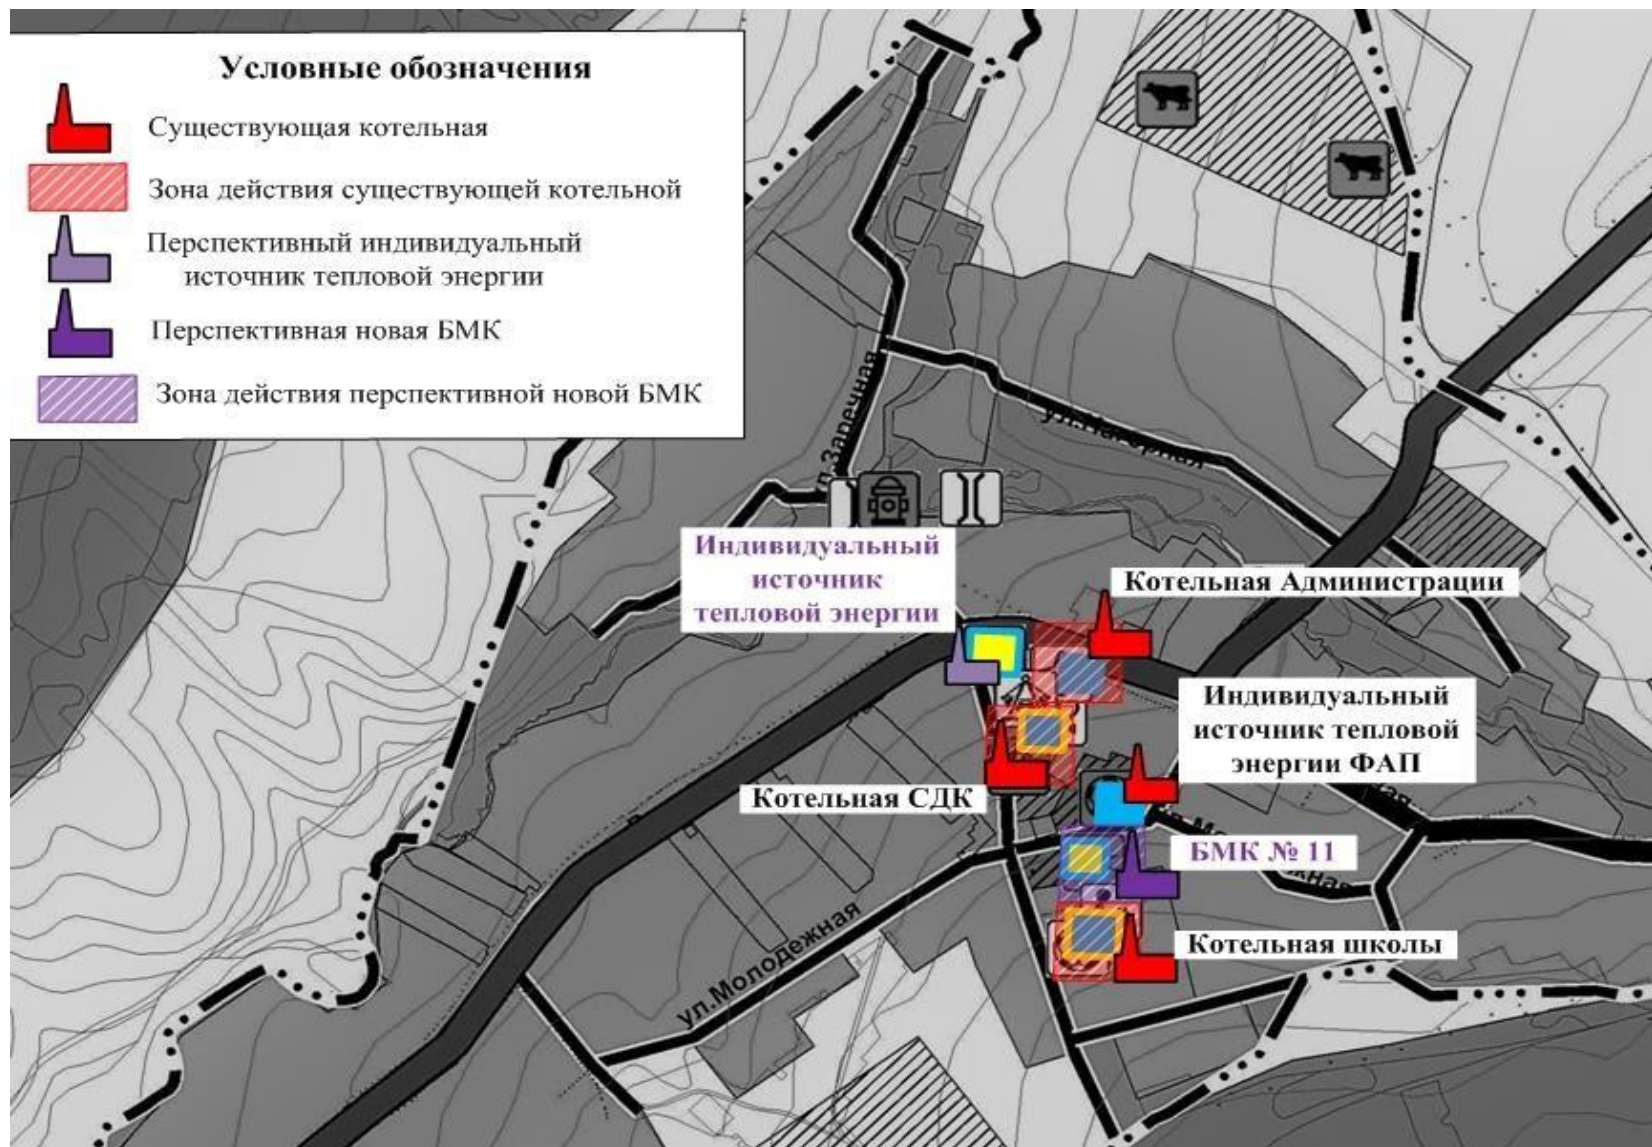 Условные обозначения
Существующая котельная
Зона действия существующей котельной
Перспективный индивидуальный
источник тепловой энергии
Перспективная новая БМК
Зона действия перспективной новой БМК
л.Заречная
ул.Нагорная
Индивидуальный
источник
тепловой энергии
Котельная Администрации
Индивидуальный
источник тепловой
энергии ФАП
Котельная СДК
БМК № 11
Котельная школы
ул.Молодежная